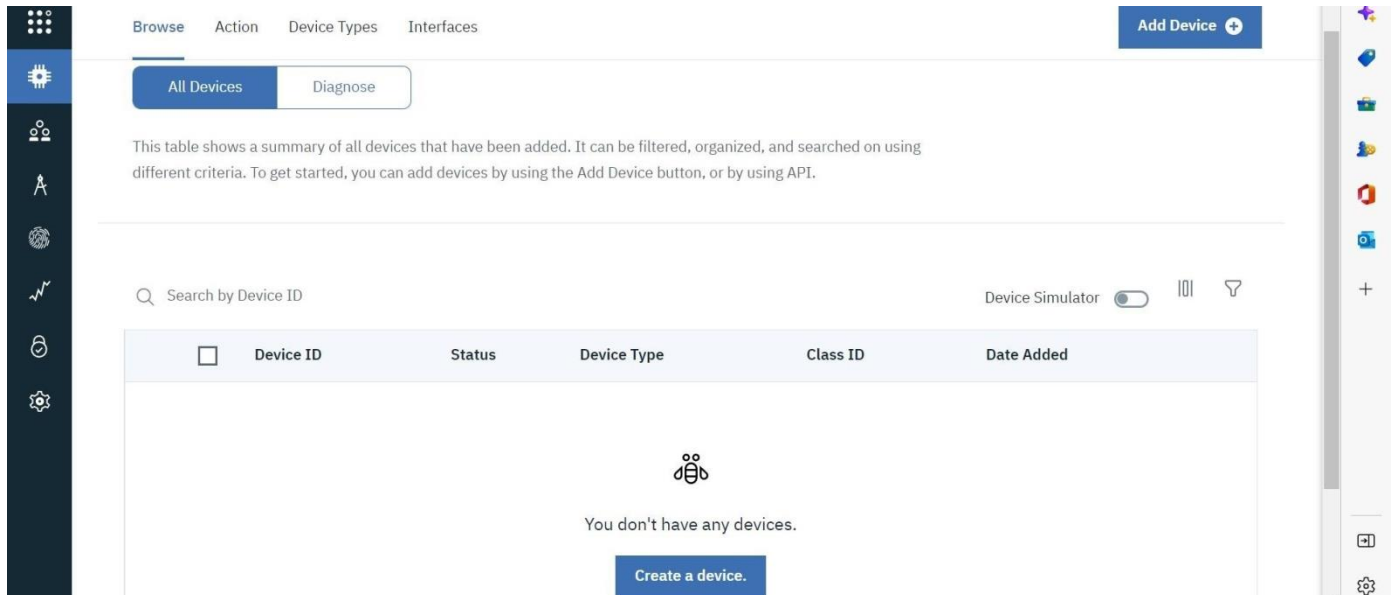 Browse Action Device Types Interfaces
Add Device
All Devices Diagnose
This table shows a summary of all devices that have been added. It can be filtered, organized, and searched on using
different criteria. To get started, you can add devices by using the Add Device button, or by using API.
Search by Device ID
Device Simulator
Device ID Status Device Type Class ID Date Added
You don't have any devices.
Create a device.